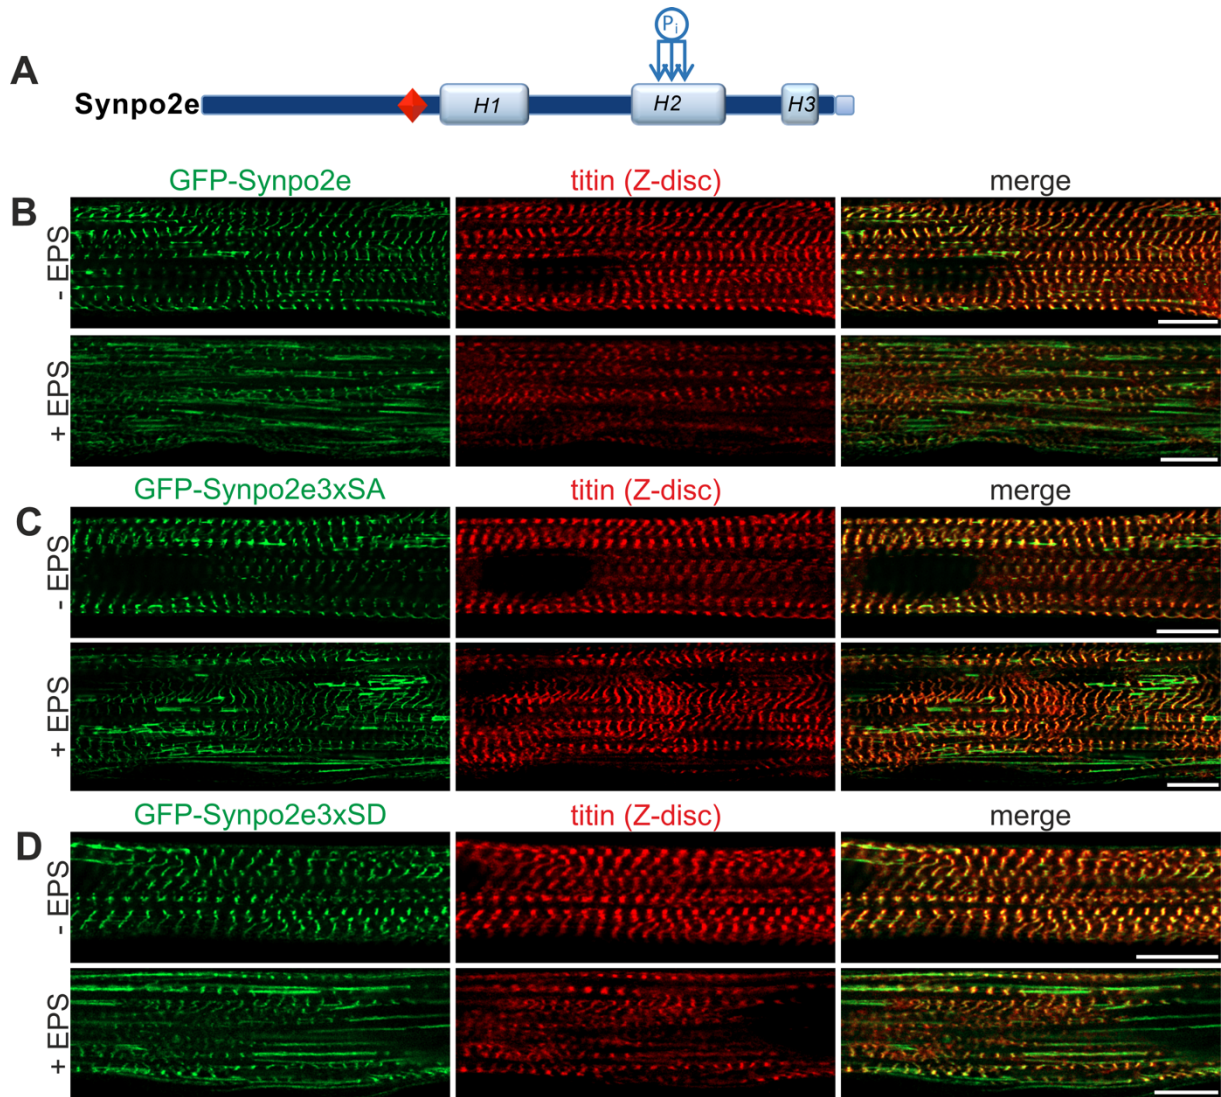 A
Pi
Synpo2e
H1
H2
H3
GFP-Synpo2e
titin (Z-disc)
merge
B
- EPS
+ EPS
GFP-Synpo2e3xSA
titin (Z-disc)
merge
C
- EPS
+ EPS
GFP-Synpo2e3xSD
titin (Z-disc)
merge
D
- EPS
+ EPS